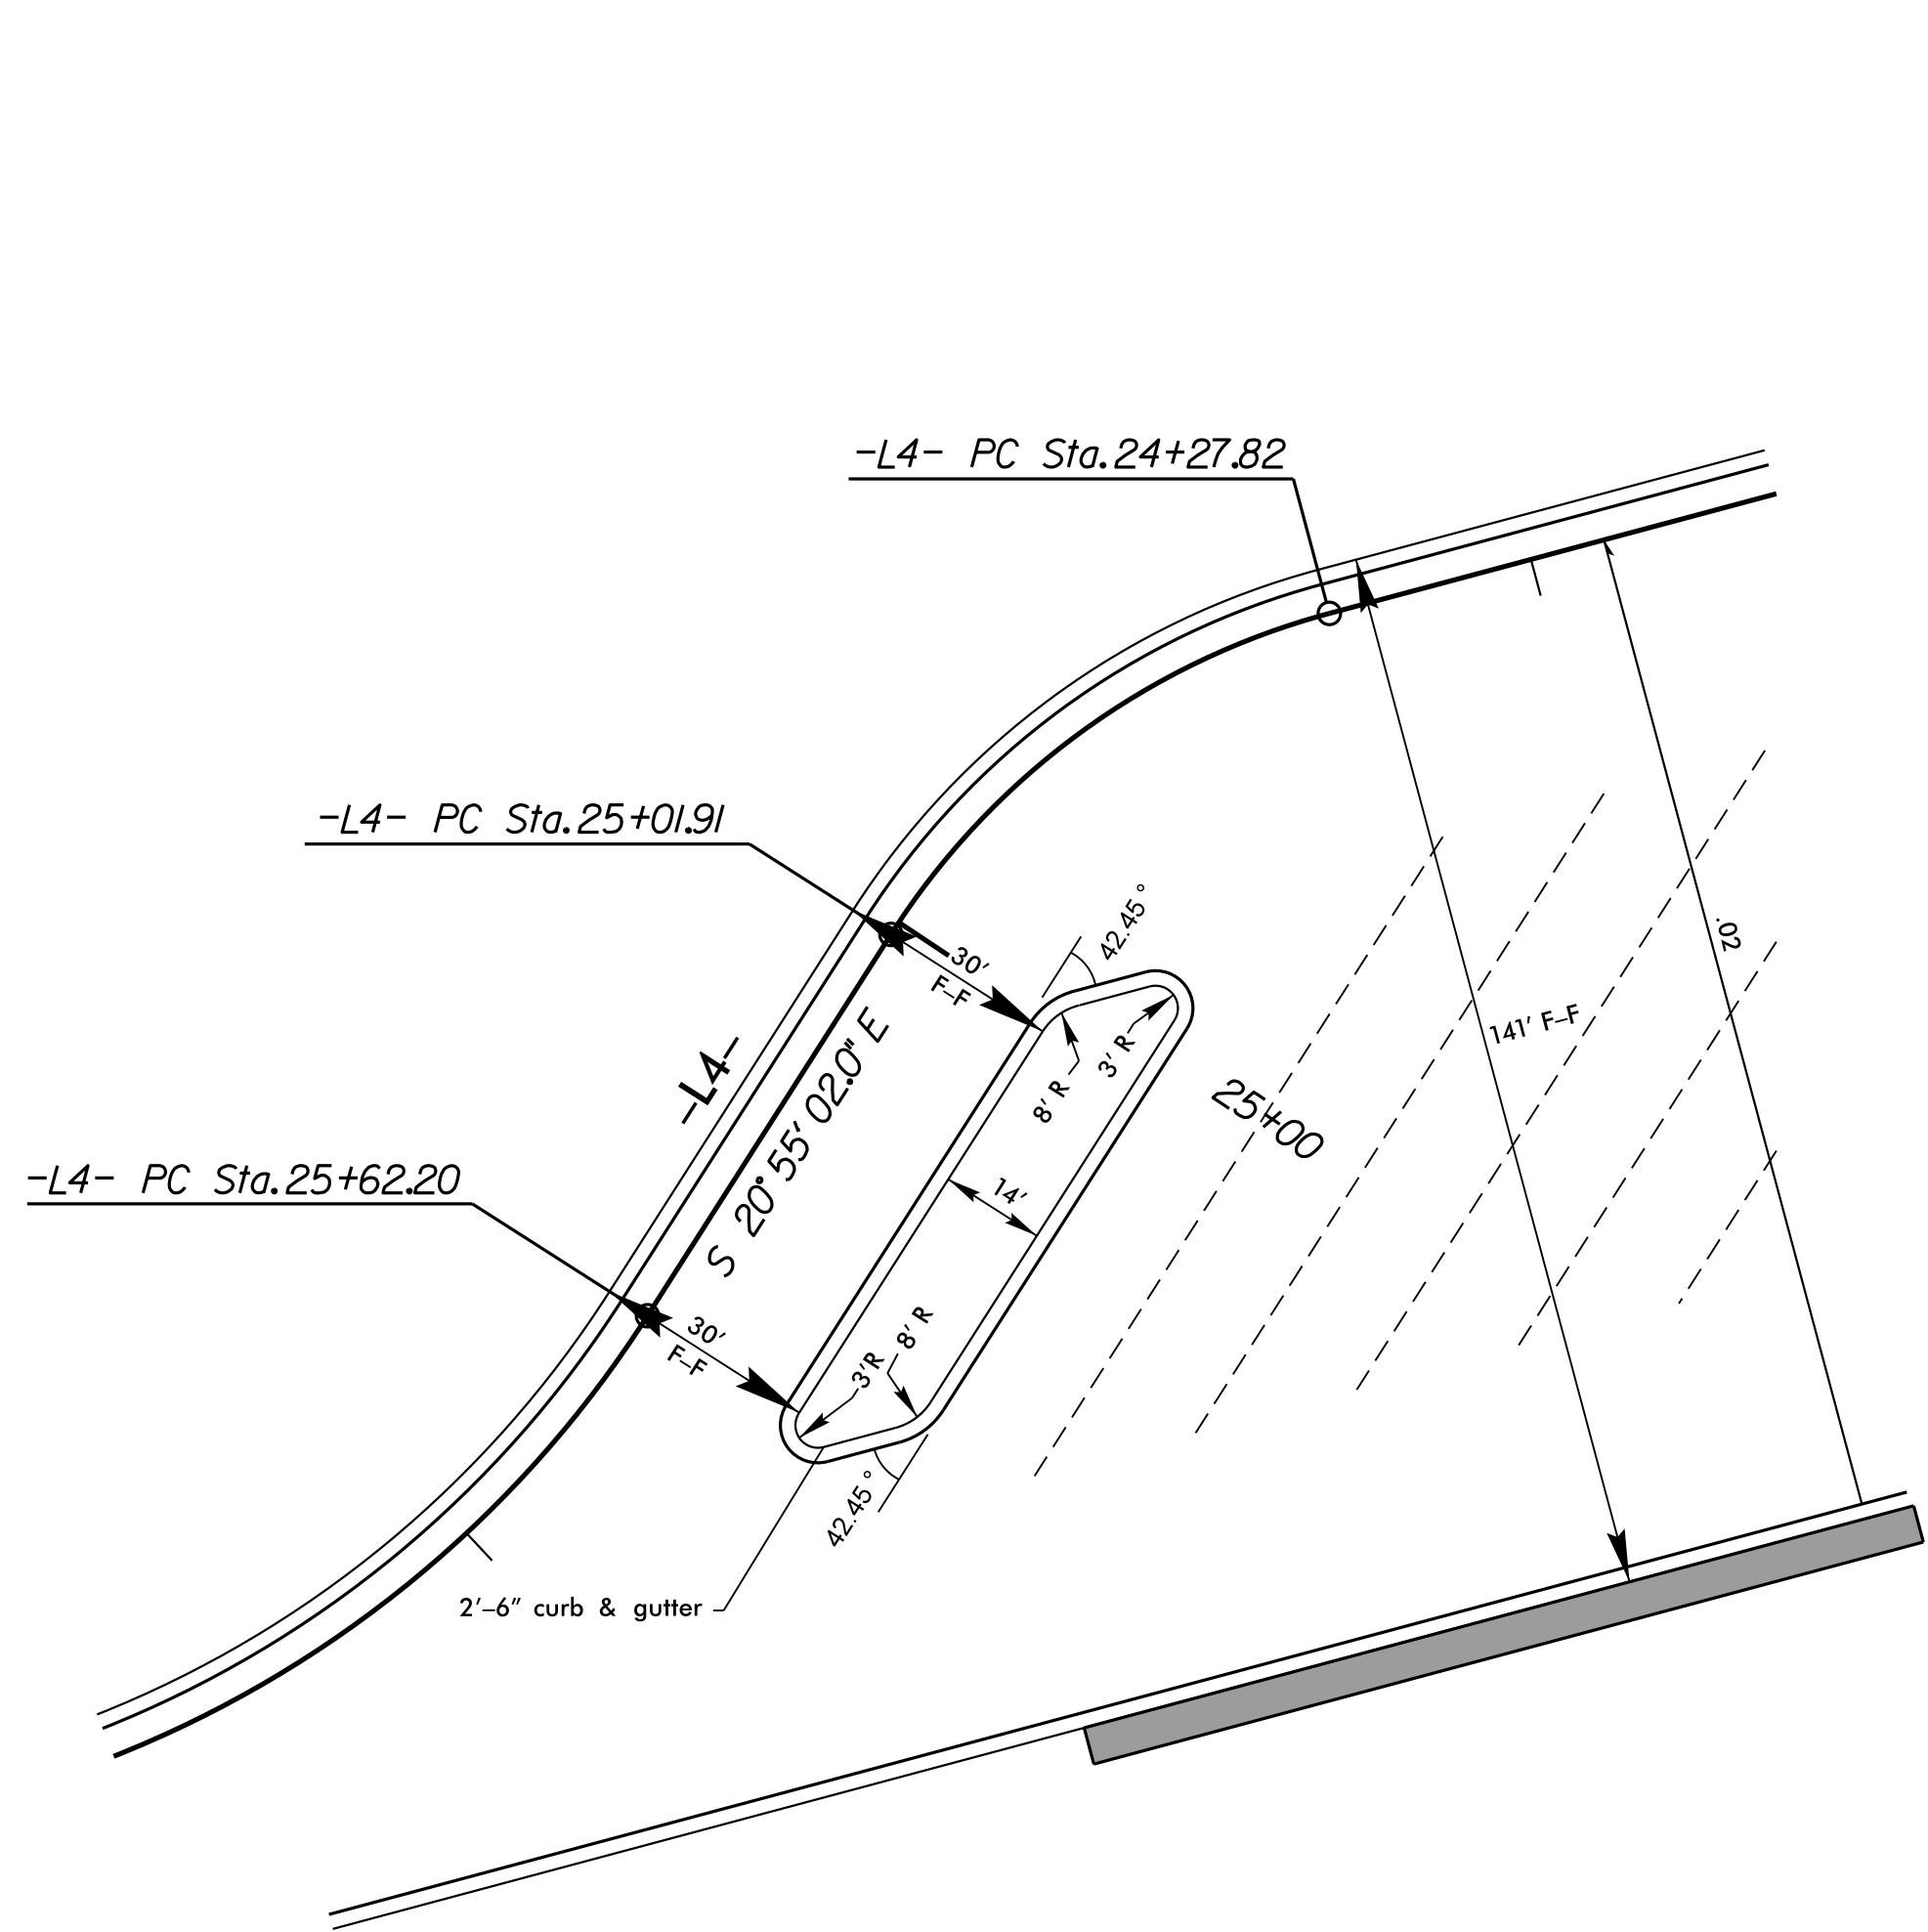 -L4- PC Sta.24+27.82
-L4- PC Sta.25+01.91
42.45°
30'
F-F
.02
141' F-F
3' R
8' R
25+00
-L4-
S 20° 55' 02.0" E
-L4- PC Sta.25+62.20
14'
30'
F-F
8' R
3'R
42.45°
2'-6" curb & gutter